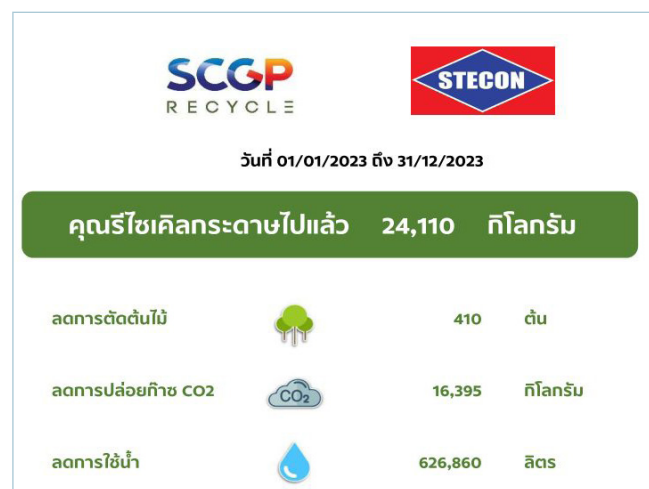 SCGP
RECYCLE
STECON
วันที่ 01/01/2023 ถึง 31/12/2023
คุณรีไซเคิลกระดาษไปแล้ว 24,110 กิโลกรัม
ลดการตัดต้นไม้ 410 ต้น
ลดการปล่อยก๊าซ CO2 CO₂ 16,395 กิโลกรัม
ลดการใช้น้ำ 626,860 ลิตร